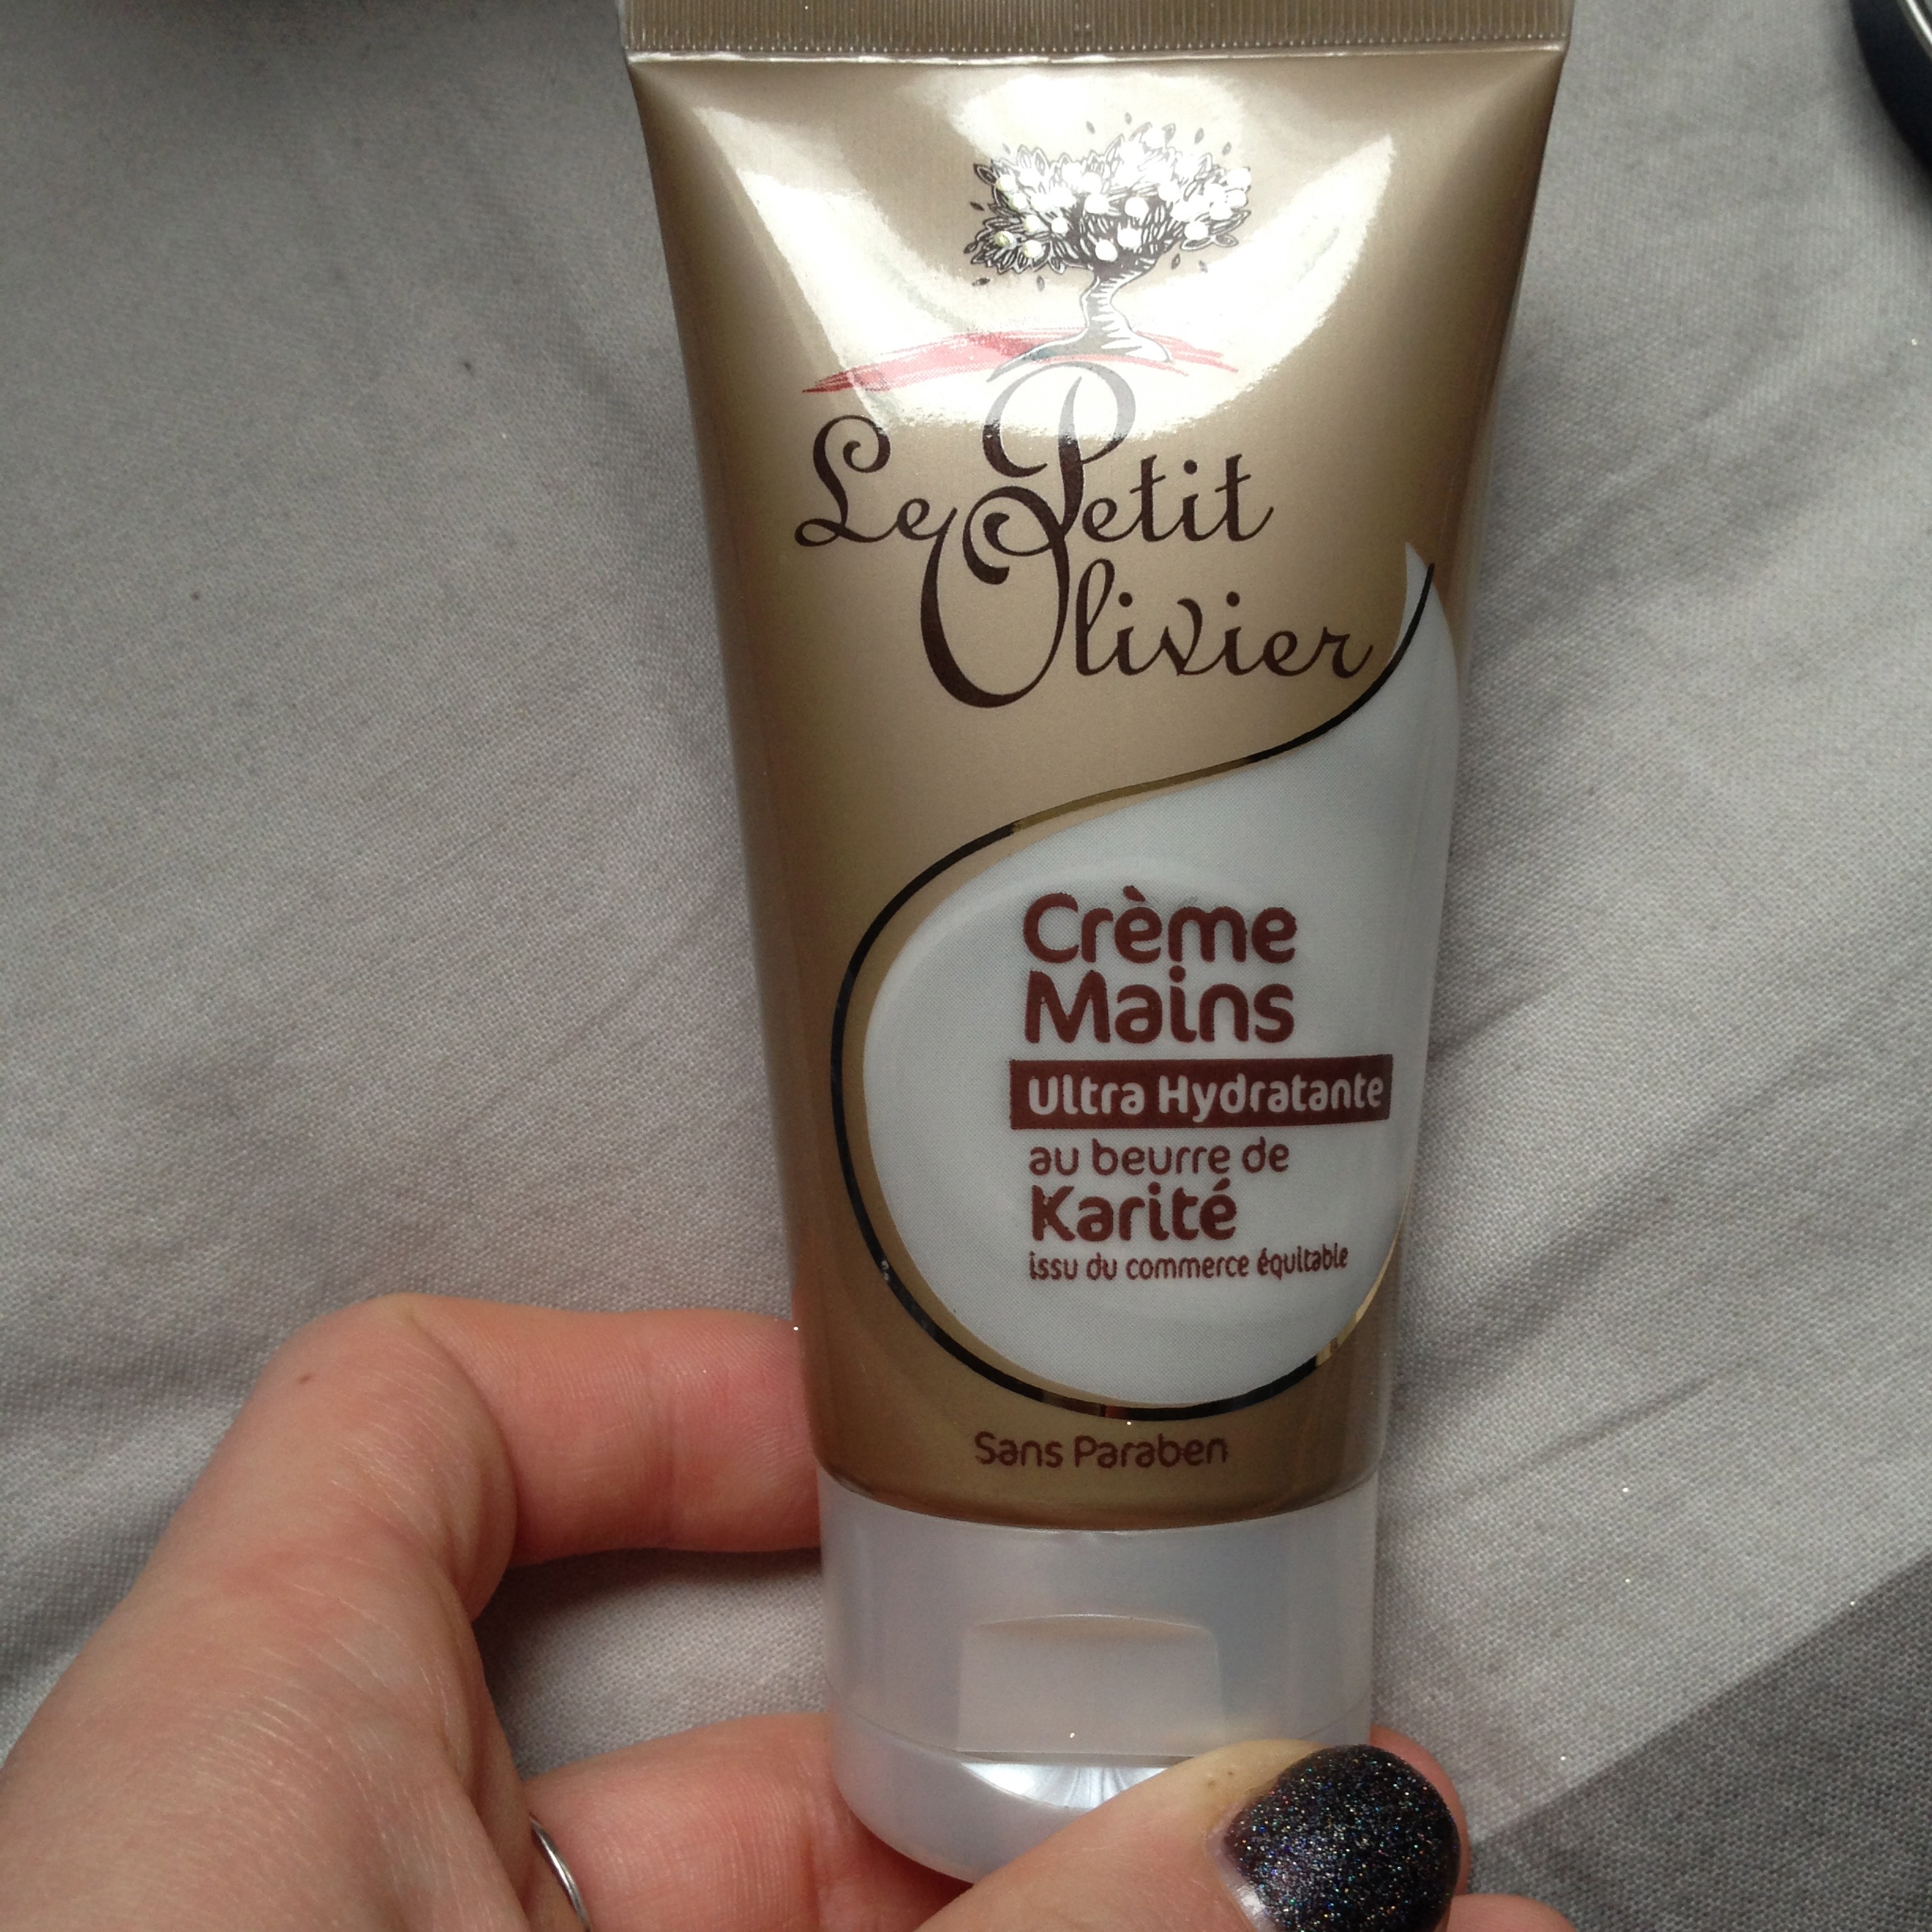 Le Petit
Olivier
Crème
Mains
Ultra Hydratante
au beurre de
Karité
issu du commerce équitable
Sans Paraben